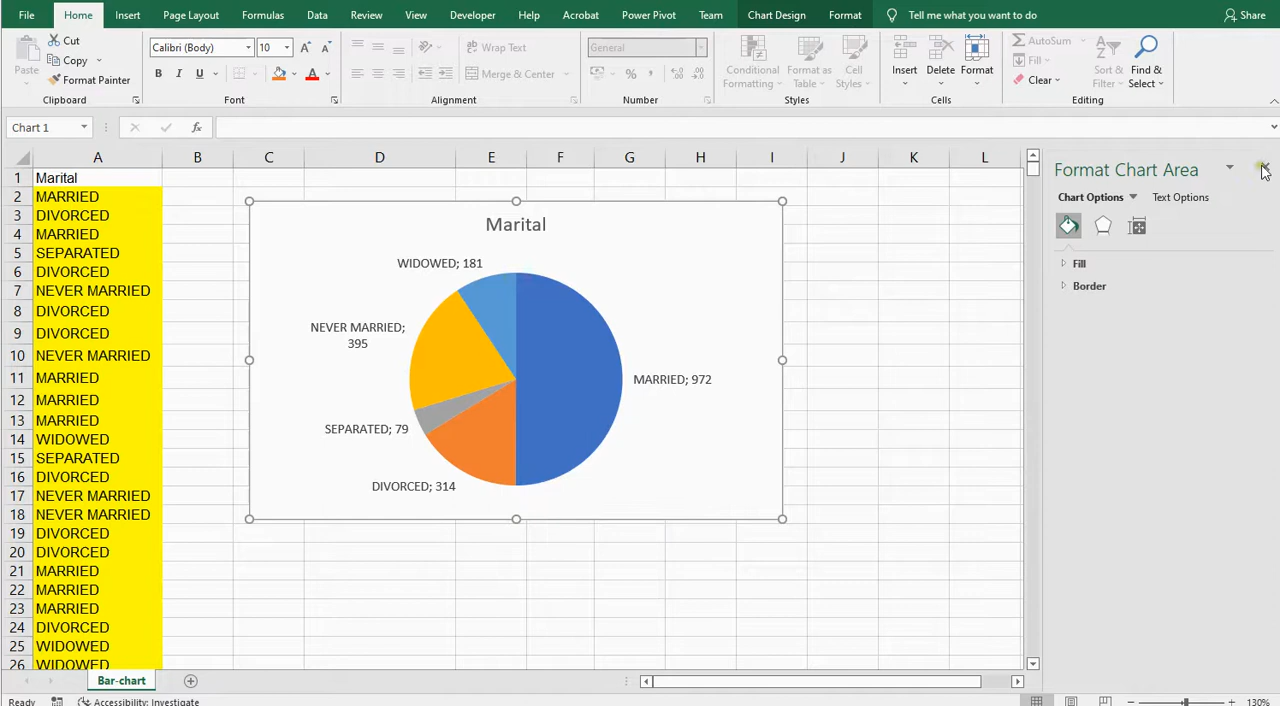 File Home Insert Page Layout Formulas Data Review View Developer Help Acrobat Power Pivot Team Chart Design Format Tell me what you want to do Share
Paste Cut Copy Format Painter Clipboard
Calibri (Body) 10 A A B I U A Font
Wrap Text Merge & Center Alignment
General % Number
Conditional Formatting Format as Table Cell Styles Styles
Insert Delete Format Cells
AutoSum Fill Clear Sort & Filter Find & Select Editing
Chart 1 fx
A B C D E F G H I J K L
1 Marital
2 MARRIED
3 DIVORCED
4 MARRIED
5 SEPARATED
6 DIVORCED
7 NEVER MARRIED
8 DIVORCED
9 DIVORCED
10 NEVER MARRIED
11 MARRIED
12 MARRIED
13 MARRIED
14 WIDOWED
15 SEPARATED
16 DIVORCED
17 NEVER MARRIED
18 NEVER MARRIED
19 DIVORCED
20 DIVORCED
21 MARRIED
22 MARRIED
23 MARRIED
24 DIVORCED
25 WIDOWED
26 WIDOWED
Marital
WIDOWED; 181
NEVER MARRIED;
395
MARRIED; 972
SEPARATED; 79
DIVORCED; 314
Format Chart Area
Chart Options Text Options
Fill
Border
Bar-chart
Ready Accessibility: Investigate 130%